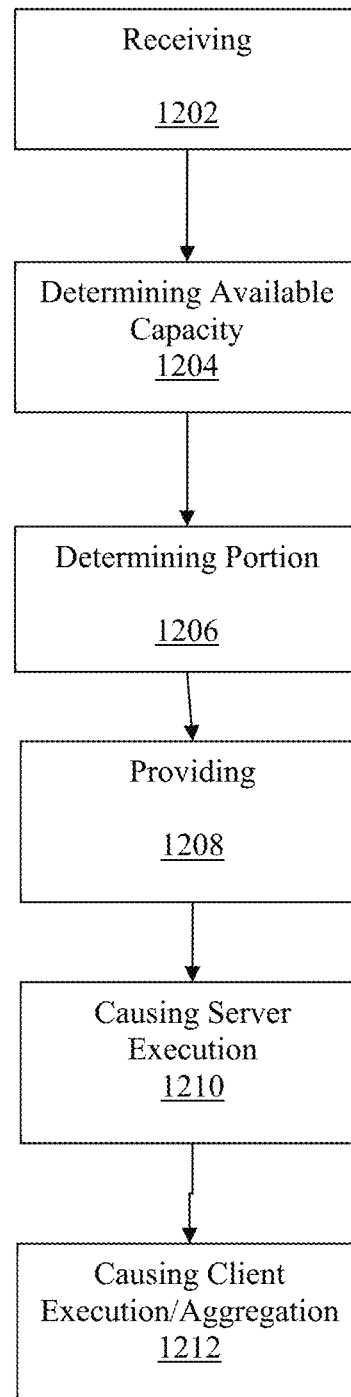 Receiving
1202
Determining Available
Capacity
1204
Determining Portion
1206
Providing
1208
Causing Server
Execution
1210
Causing Client
Execution/Aggregation
1212